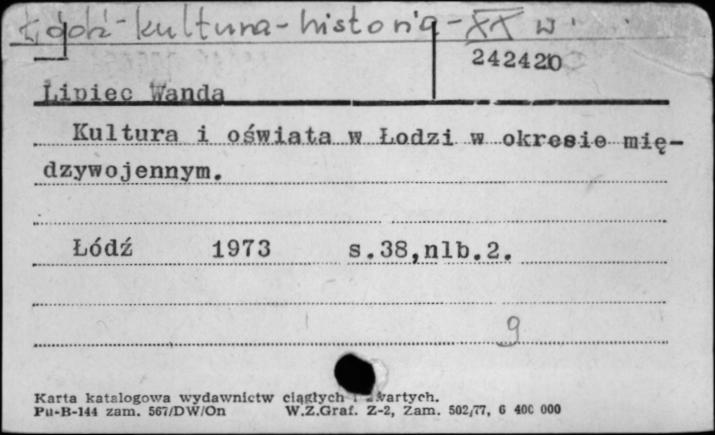 Łódź-kultura-historia-XX w.
242420
Lipiec Wanda
Kultura i oświata w Łodzi w okresie mię-
dzywojennym.
Łódź 1973 s.38,nlb.2.
9
Karta katalogowa wydawnictw ciągłych i zwartych.
Pu-B-144 zam. 567/DW/On W.Z.Graf. Z-2, Zam. 502/77, 6 400 000